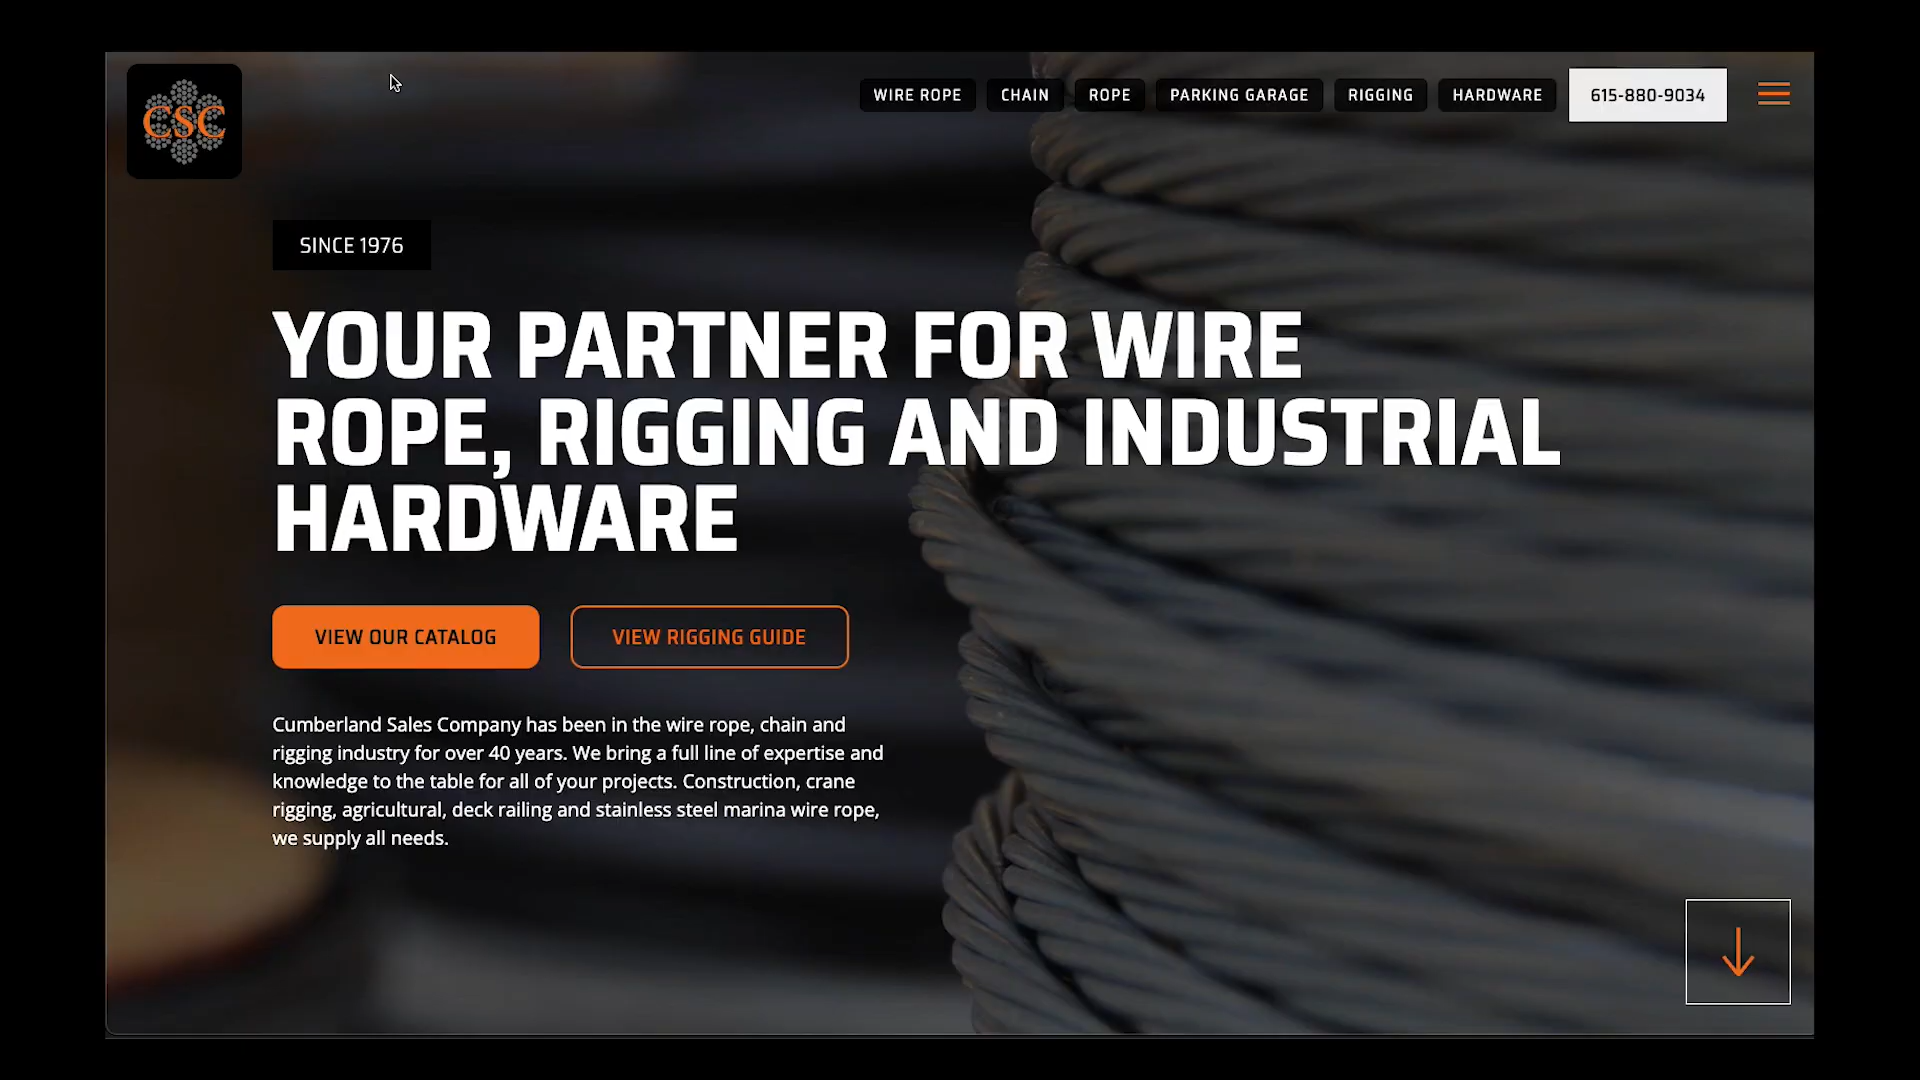 CSC
WIRE ROPE
CHAIN
ROPE
PARKING GARAGE
RIGGING
HARDWARE
615-880-9034
SINCE 1976
YOUR PARTNER FOR WIRE
ROPE, RIGGING AND INDUSTRIAL
HARDWARE
VIEW OUR CATALOG
VIEW RIGGING GUIDE
Cumberland Sales Company has been in the wire rope, chain and
rigging industry for over 40 years. We bring a full line of expertise and
knowledge to the table for all of your projects. Construction, crane
rigging, agricultural, deck railing and stainless steel marina wire rope,
we supply all needs.